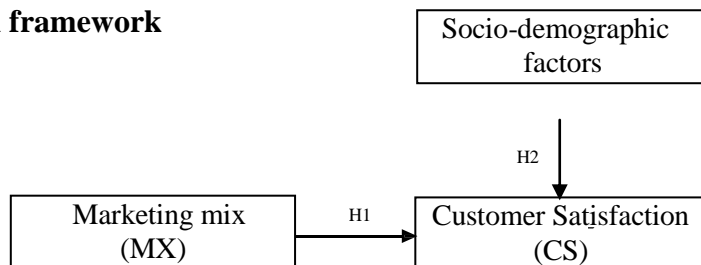 framework
Socio-demographic
factors
H2
Marketing mix
(MX)
H1
Customer Satisfaction
(CS)